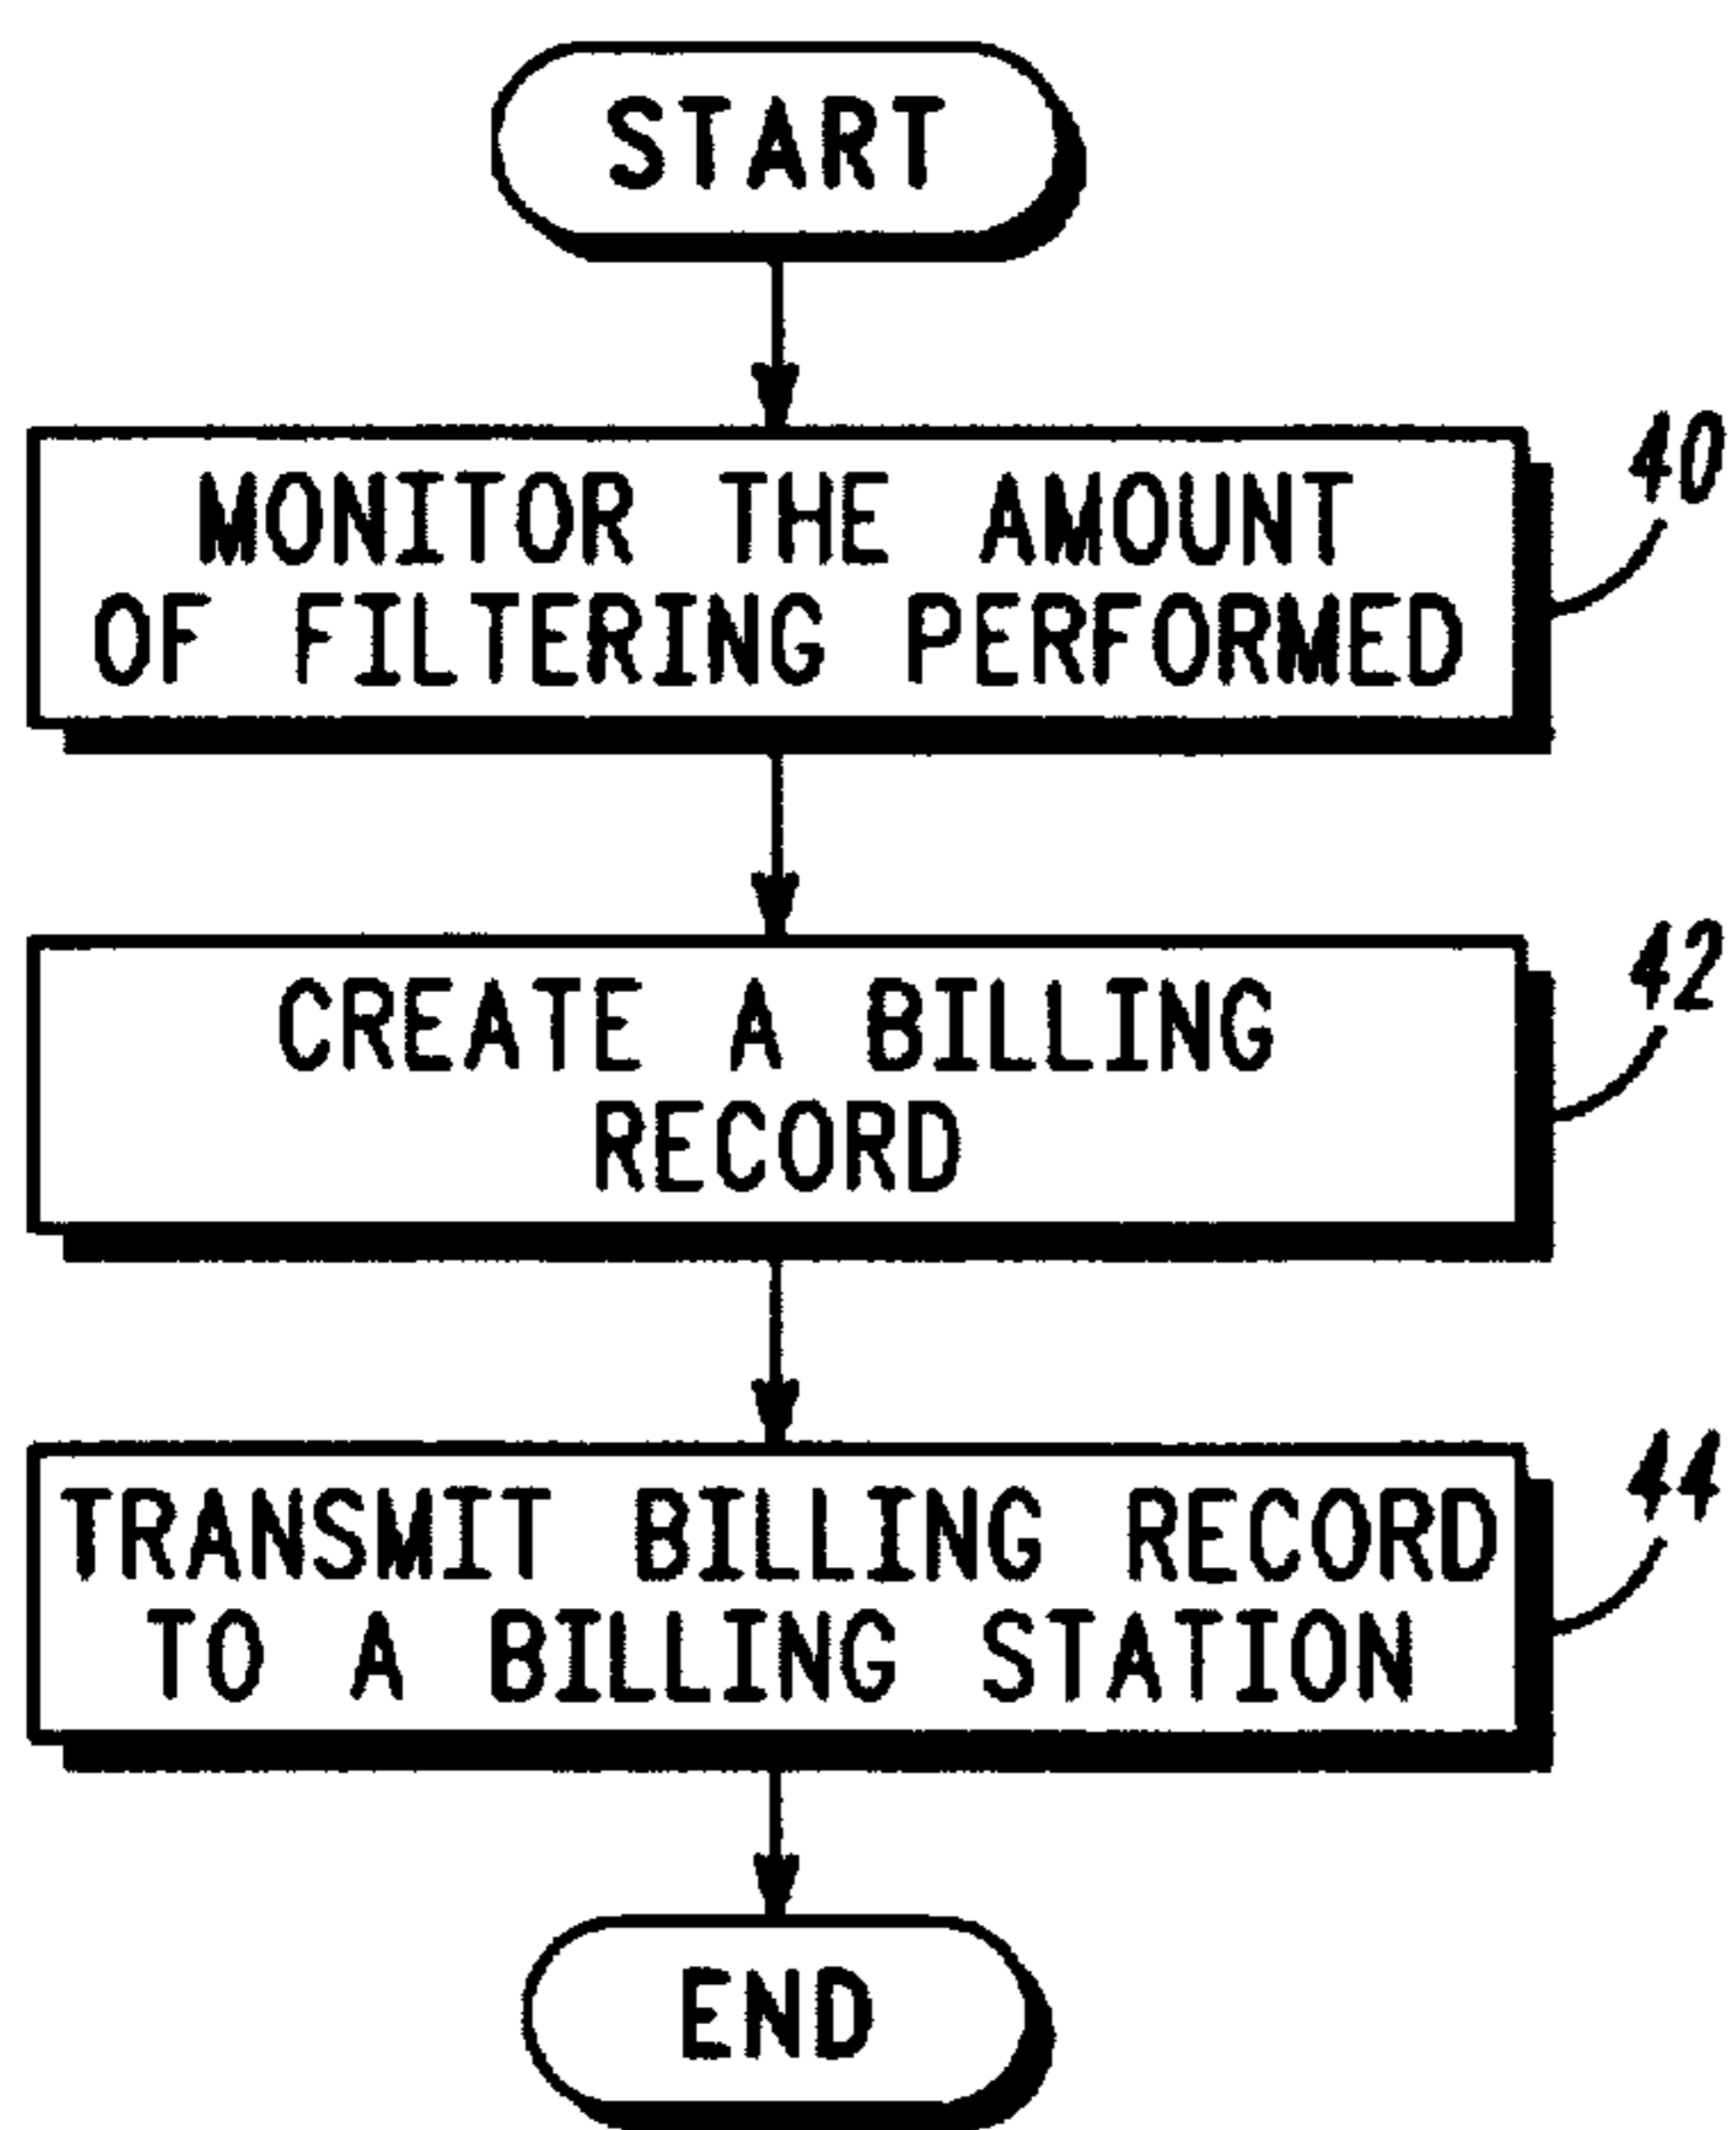 START
40
MONITOR THE AMOUNT
OF FILTERING PERFORMED
42
CREATE A BILLING
RECORD
44
TRANSMIT BILLING RECORD
TO A BILLING STATION
END